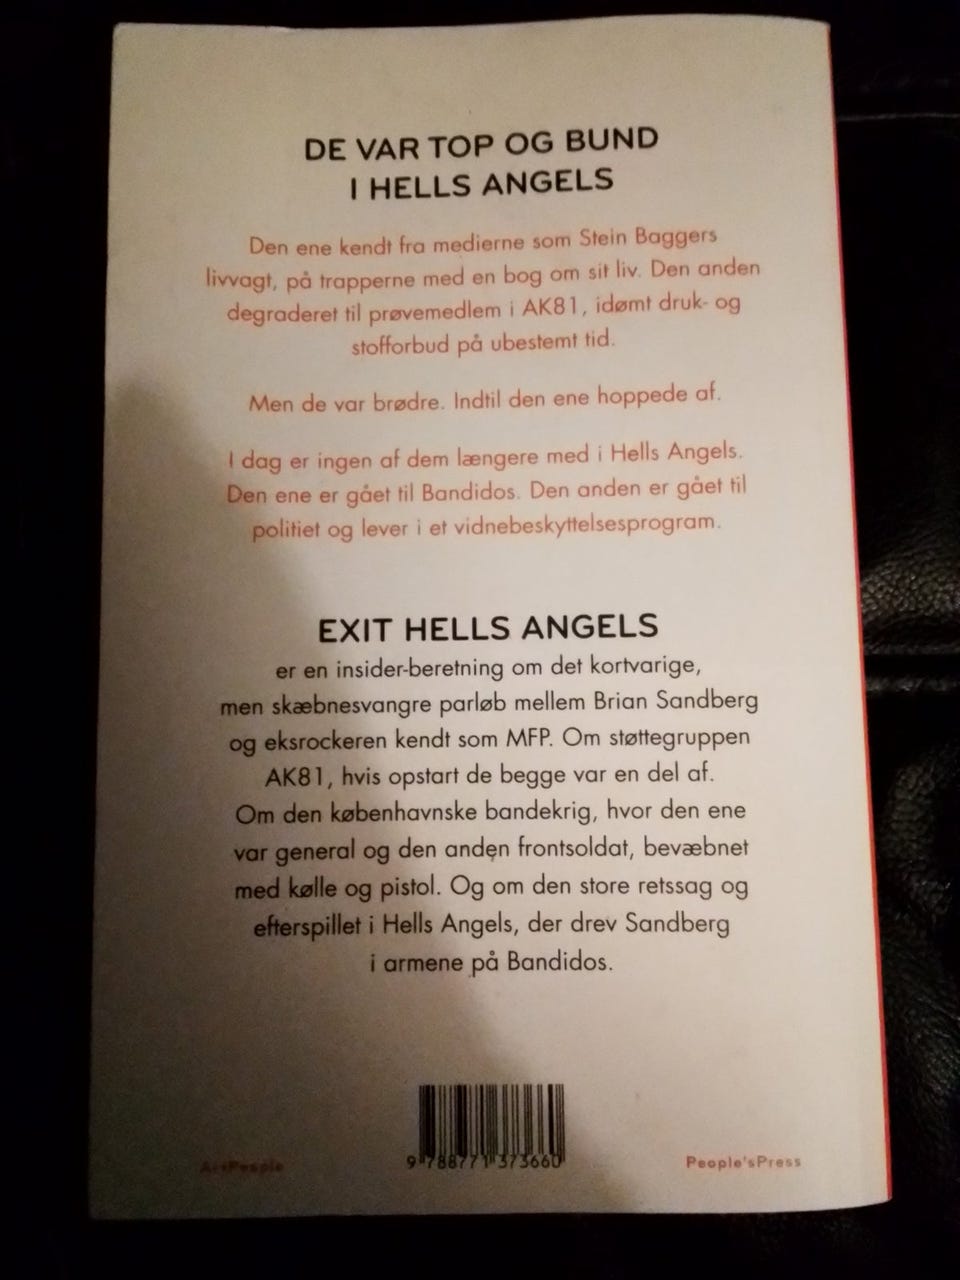 DE VAR TOP OG BUND
I HELLS ANGELS
Den ene kendt fra medierne som Stein Baggers
livvagt, på trapperne med en bog om sit liv. Den anden
degraderet til prøvemedlem i AK81, idømt druk- og
stofforbud på ubestemt tid.
Men de var brødre. Indtil den ene hoppede af.
I dag er ingen af dem længere med i Hells Angels.
Den ene er gået til Bandidos. Den anden er gået til
politiet og lever i et vidnebeskyttelsesprogram.
EXIT HELLS ANGELS
er en insider-beretning om det kortvarige,
men skæbnesvangre parløb mellem Brian Sandberg
og eksrockeren kendt som MFP. Om støttegruppen
AK81, hvis opstart de begge var en del af.
Om den københavnske bandekrig, hvor den ene
var general og den anden frontsoldat, bevæbnet
med kølle og pistol. Og om den store retssag og
efterspillet i Hells Angels, der drev Sandberg
i armene på Bandidos.
9 788771 373660
ArtPeople
People'sPress